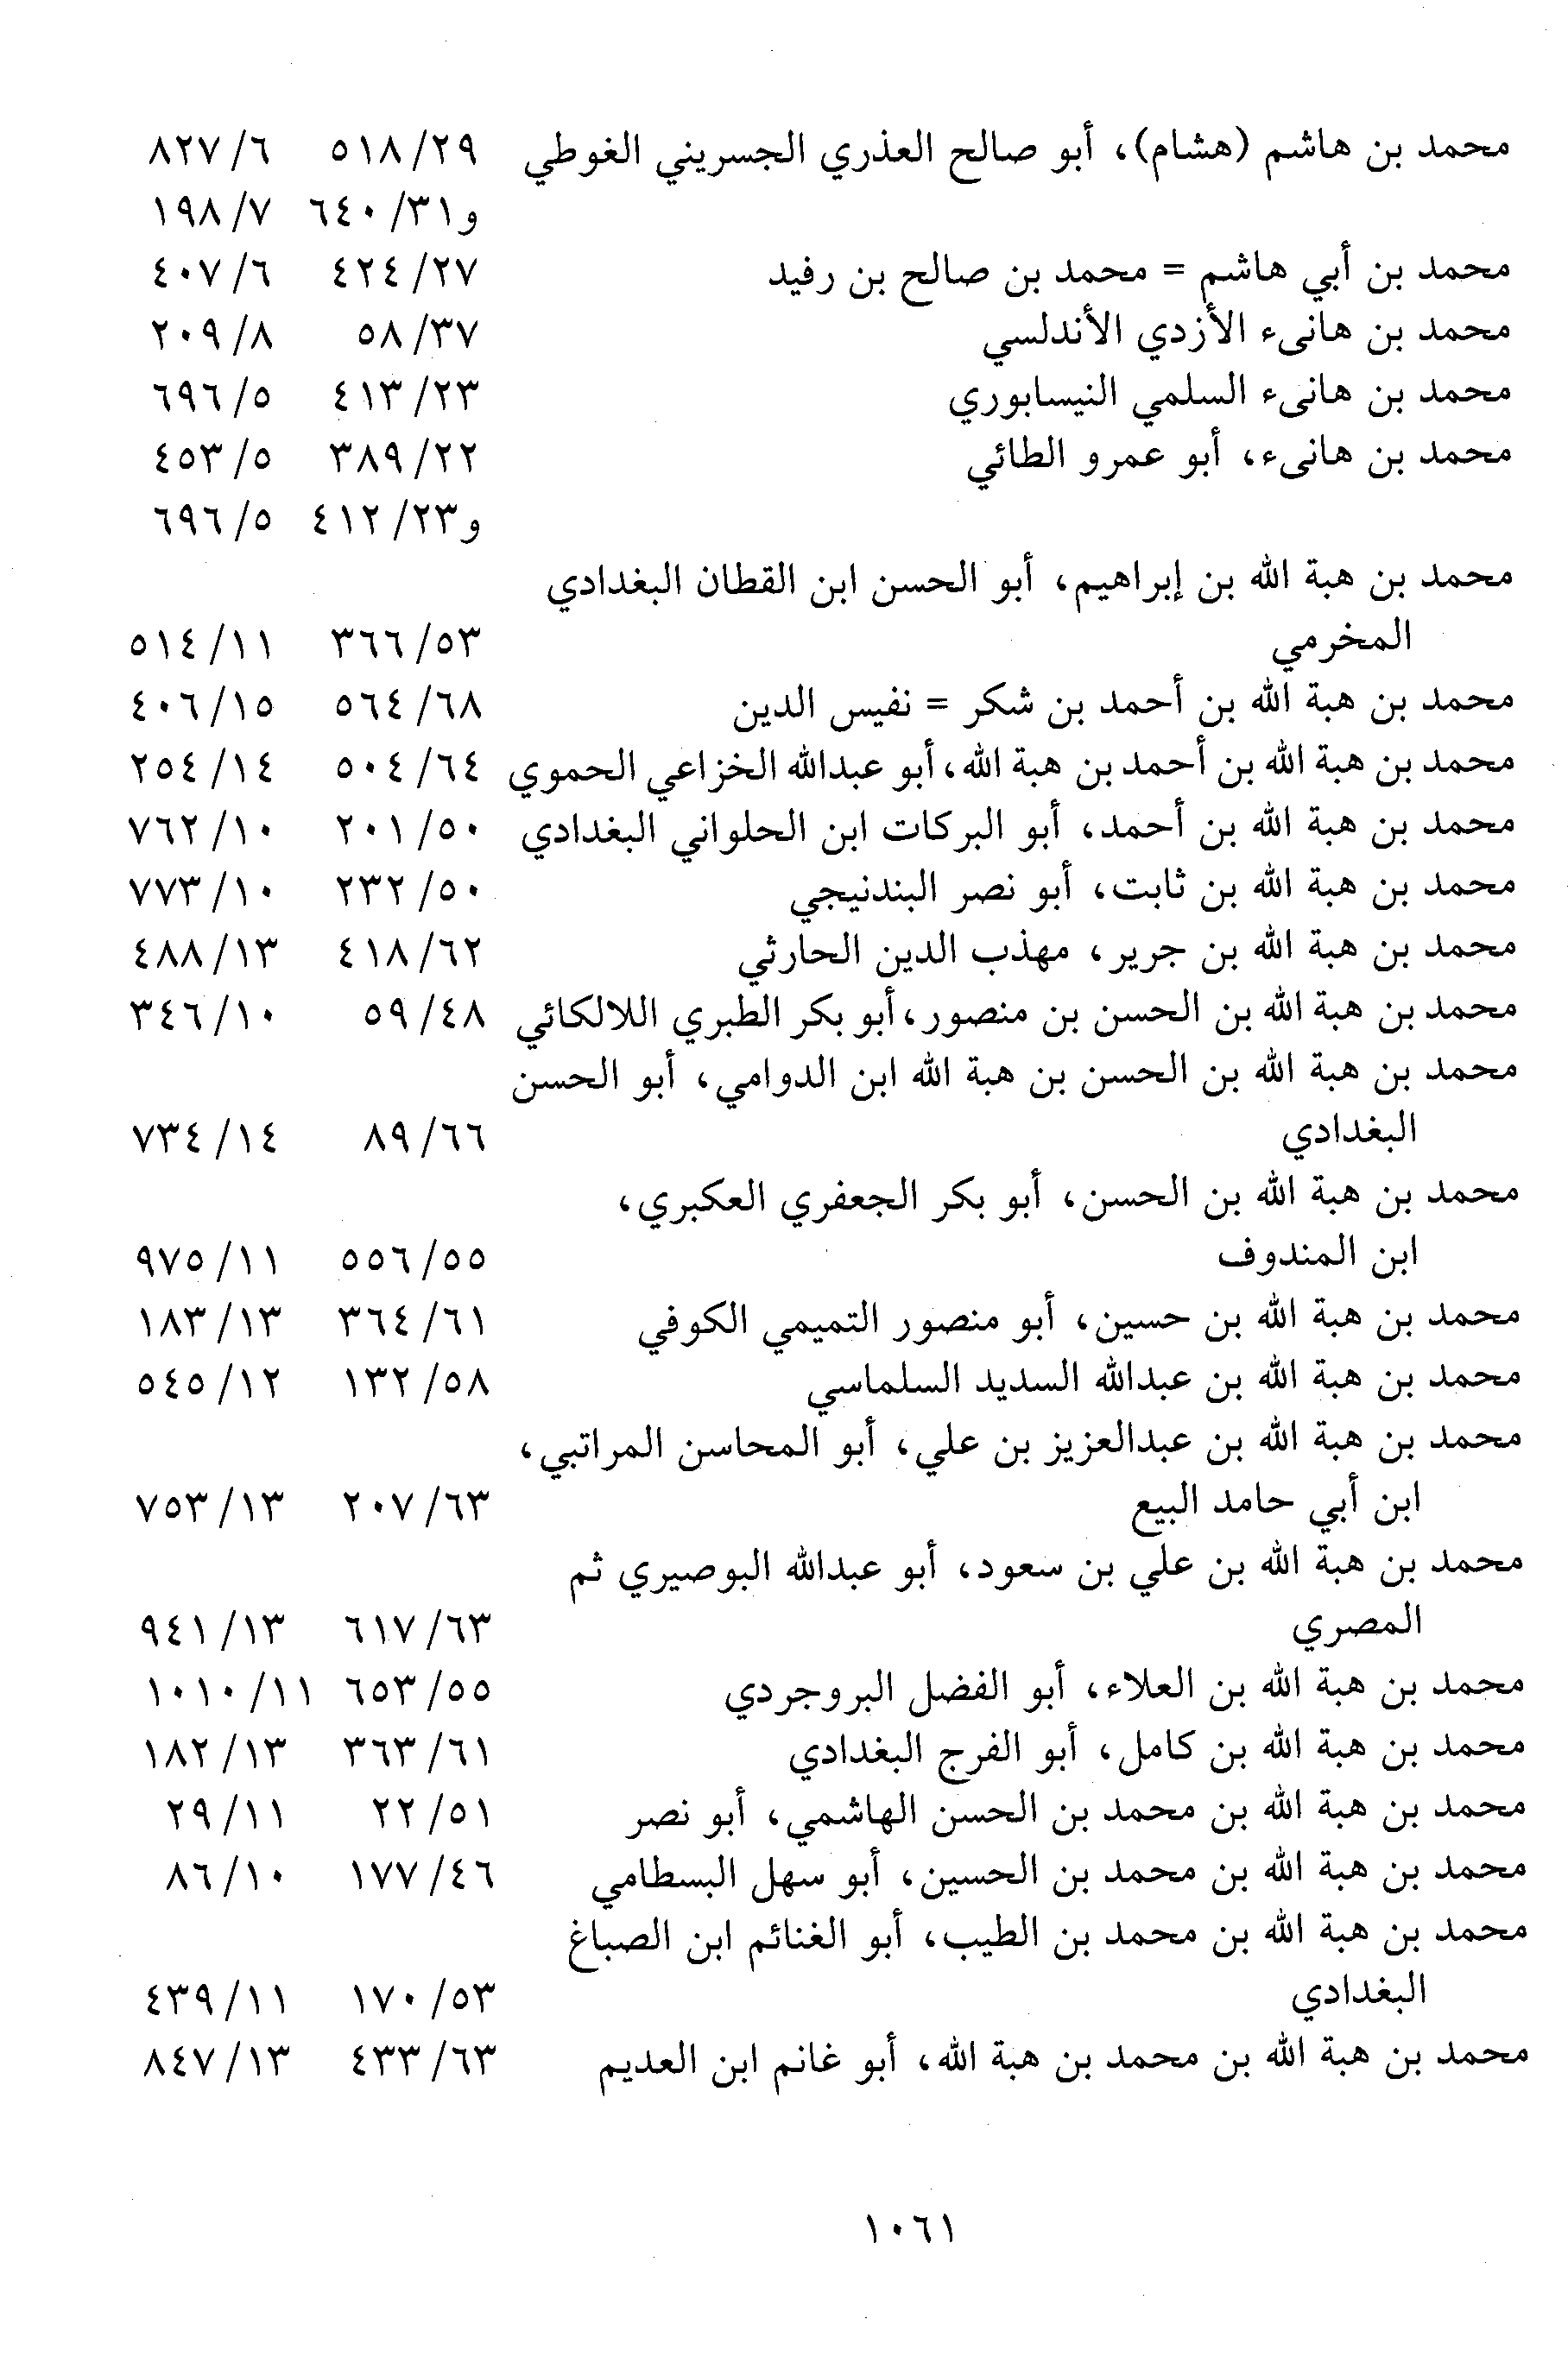 محمد بن هاشم (هشام)، أبو صالح العذري الجسريني الغوطي ٥١٨/٢٩ ٨٢٧/٦
و٦٤٠/٣١ ١٩٨/٧
محمد بن أبي هاشم = محمد بن صالح بن رفيد ٤٢٤/٢٧ ٤٠٧/٦
محمد بن هانىء الأزدي الأندلسي ٥٨/٣٧ ٢٠٩/٨
محمد بن هانىء السلمي النيسابوري ٤١٣/٢٣ ٦٩٦/٥
محمد بن هانىء، أبو عمرو الطائي ٣٨٩/٢٢ ٤٥٣/٥
و٤١٢/٢٣ ٦٩٦/٥
محمد بن هبة الله بن إبراهيم، أبو الحسن ابن القطان البغدادي
المخرمي ٣٦٦/٥٣ ٥١٤/١١
محمد بن هبة الله بن أحمد بن شكر = نفيس الدين ٥٦٤/٦٨ ٤٠٦/١٥
محمد بن هبة الله بن أحمد بن هبة الله، أبو عبدالله الخزاعي الحموي ٥٠٤/٦٤ ٢٥٤/١٤
محمد بن هبة الله بن أحمد، أبو البركات ابن الحلواني البغدادي ٢٠١/٥٠ ٧٦٢/١٠
محمد بن هبة الله بن ثابت، أبو نصر البندنيجي ٢٣٢/٥٠ ٧٧٣/١٠
محمد بن هبة الله بن جرير، مهذب الدين الحارثي ٤١٨/٦٢ ٤٨٨/١٣
محمد بن هبة الله بن الحسن بن منصور، أبو بكر الطبري اللالكائي ٥٩/٤٨ ٣٤٦/١٠
محمد بن هبة الله بن الحسن بن هبة الله ابن الدوامي، أبو الحسن
البغدادي ٨٩/٦٦ ٧٣٤/١٤
محمد بن هبة الله بن الحسن، أبو بكر الجعفري العكبري،
ابن المندوف ٥٥٦/٥٥ ٩٧٥/١١
محمد بن هبة الله بن حسين، أبو منصور التميمي الكوفي ٣٦٤/٦١ ١٨٣/١٣
محمد بن هبة الله بن عبدالله السديد السلماسي ١٣٢/٥٨ ٥٤٥/١٢
محمد بن هبة الله بن عبدالعزيز بن علي، أبو المحاسن المراتبي،
ابن أبي حامد البيع ٢٠٧/٦٣ ٧٥٣/١٣
محمد بن هبة الله بن علي بن سعود، أبو عبدالله البوصيري ثم
المصري ٦١٧/٦٣ ٩٤١/١٣
محمد بن هبة الله بن العلاء، أبو الفضل البروجردي ٦٥٣/٥٥ ١٠١٠/١١
محمد بن هبة الله بن كامل، أبو الفرج البغدادي ٣٦٣/٦١ ١٨٢/١٣
محمد بن هبة الله بن محمد بن الحسن الهاشمي، أبو نصر ٢٢/٥١ ٢٩/١١
محمد بن هبة الله بن محمد بن الحسين، أبو سهل البسطامي ١٧٧/٤٦ ٨٦/١٠
محمد بن هبة الله بن محمد بن الطيب، أبو الغنائم ابن الصباغ
البغدادي ١٧٠/٥٣ ٤٣٩/١١
محمد بن هبة الله بن محمد بن هبة الله، أبو غانم ابن العديم ٤٣٣/٦٣ ٨٤٧/١٣
١٠٦١